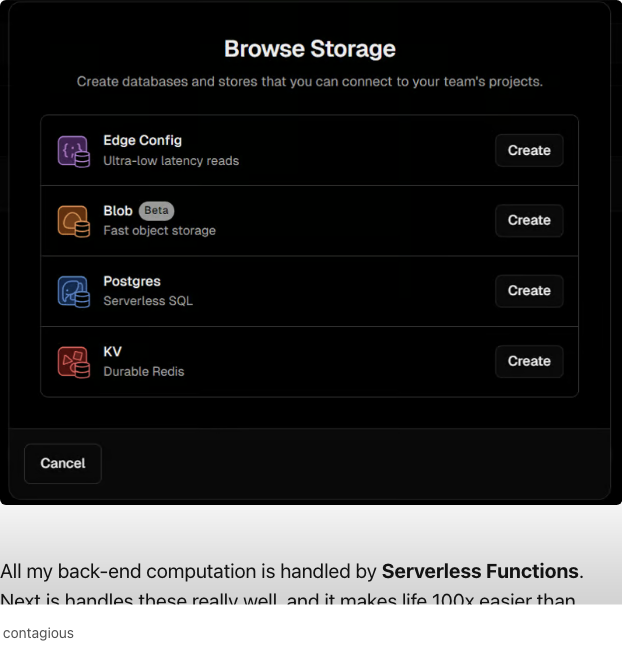 Browse Storage
Create databases and stores that you can connect to your team's projects.
Edge Config
Ultra-low latency reads
Create
Blob Beta
Fast object storage
Create
Postgres
Serverless SQL
Create
KV
Durable Redis
Create
Cancel
All my back-end computation is handled by Serverless Functions.
Next is handles these really well, and it makes life 100x easier than
contagious